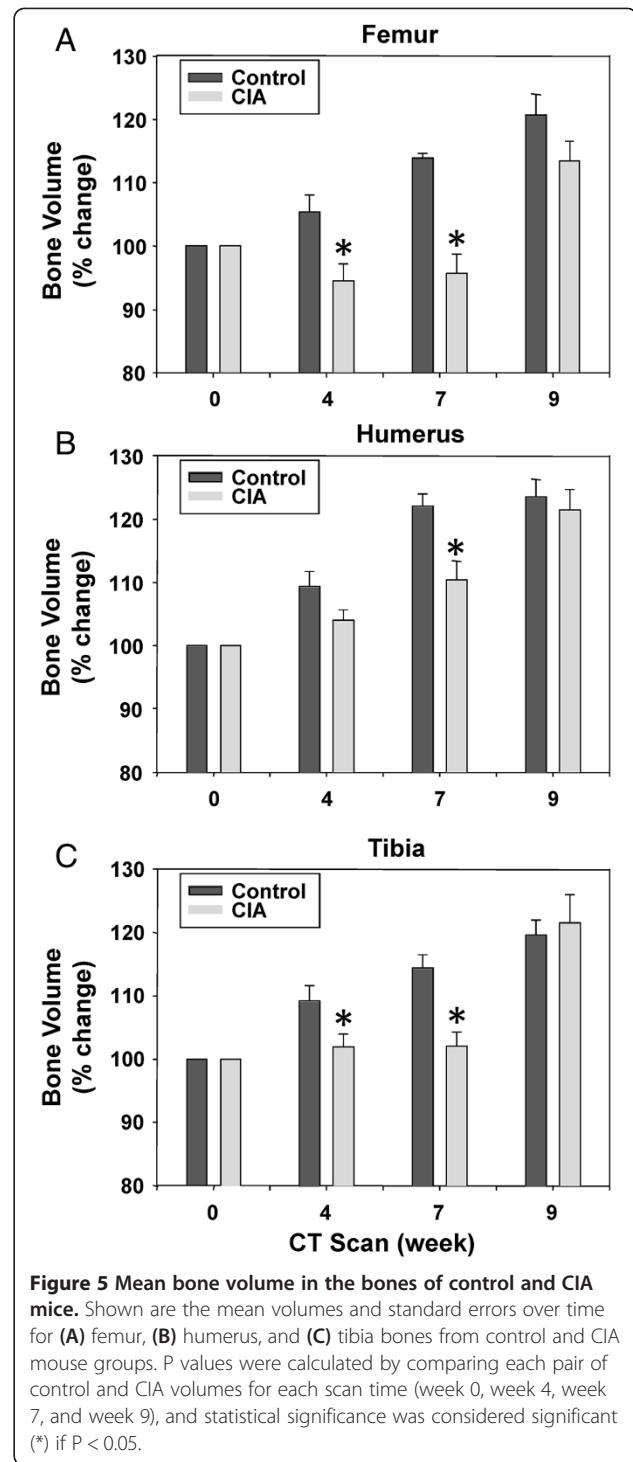 A
Femur
130
120
110
100
90
80
Bone Volume
(% change)
Control
CIA
*
*
0 4 7 9
B
Humerus
130
120
110
100
90
80
Bone Volume
(% change)
Control
CIA
*
0 4 7 9
C
Tibia
130
120
110
100
90
80
Bone Volume
(% change)
Control
CIA
*
*
0 4 7 9
CT Scan (week)
Figure 5 Mean bone volume in the bones of control and CIA
mice. Shown are the mean volumes and standard errors over time
for (A) femur, (B) humerus, and (C) tibia bones from control and CIA
mouse groups. P values were calculated by comparing each pair of
control and CIA volumes for each scan time (week 0, week 4, week
7, and week 9), and statistical significance was considered significant
(*) if P < 0.05.